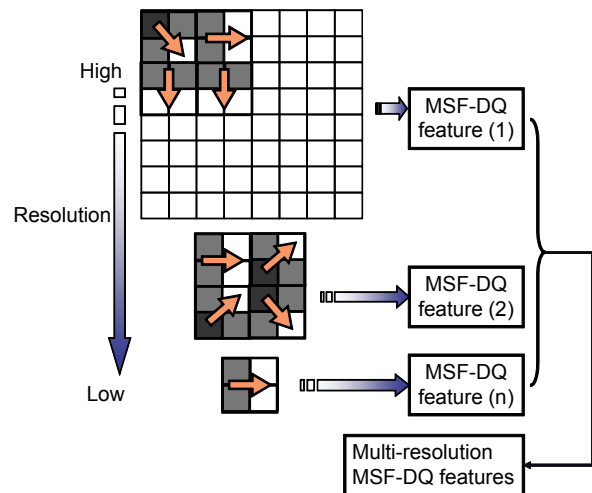 High
MSF-DQ
feature (1)
Resolution
MSF-DQ
feature (2)
Low
MSF-DQ
feature (n)
Multi-resolution
MSF-DQ features